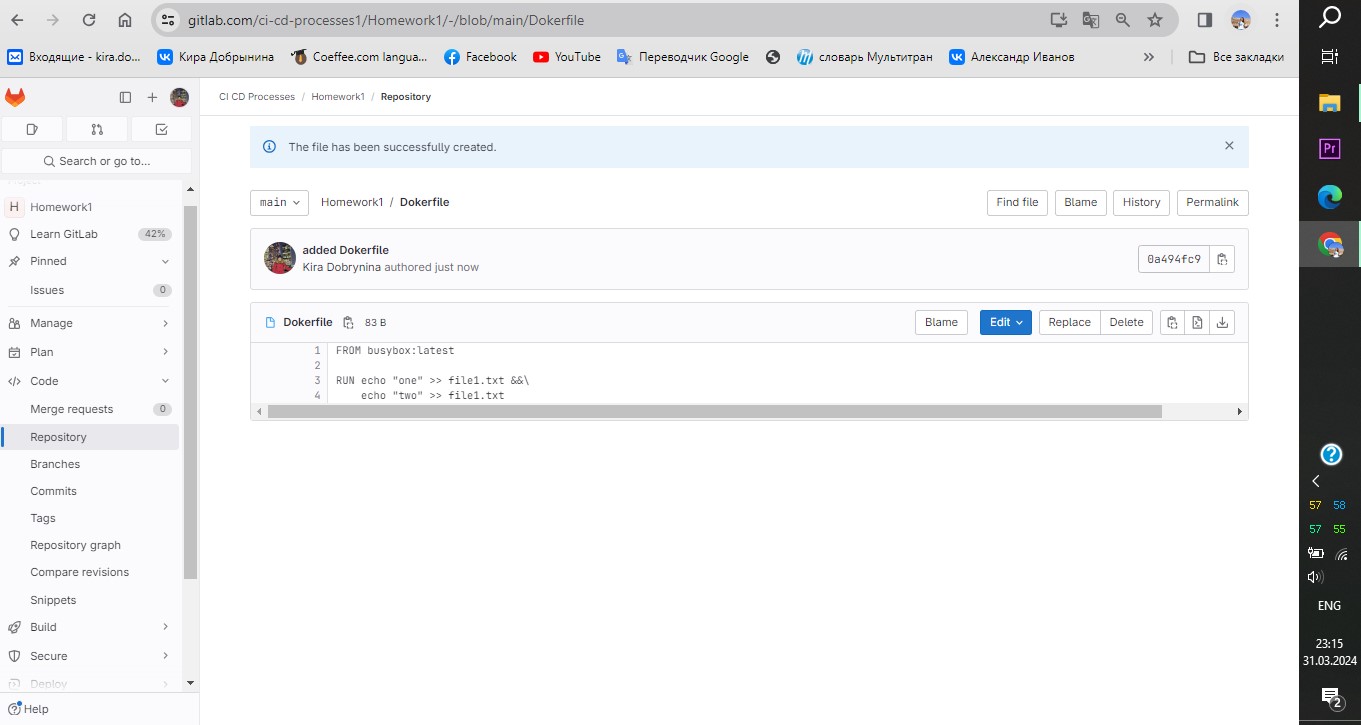 gitlab.com/ci-cd-processes1/Homework1/-/blob/main/Dokerfile
Входящие - kira.do... Кира Добрынина Coeffee.com langua... Facebook YouTube Переводчик Google словарь Мультитран Александр Иванов » Все закладки
CI CD Processes / Homework1 / Repository
Search or go to...
H Homework1
Learn GitLab 42%
Pinned
Issues 0
Manage
Plan
Code
Merge requests 0
Repository
Branches
Commits
Tags
Repository graph
Compare revisions
Snippets
Build
Secure
Deploy
Help
The file has been successfully created.
main Homework1 / Dokerfile Find file Blame History Permalink
added Dokerfile
Kira Dobrynina authored just now
0a494fc9
Dokerfile 83 B Blame Edit Replace Delete
1 FROM busybox:latest
2
3 RUN echo "one" >> file1.txt &&\
4 echo "two" >> file1.txt
Pr
57 58
57 55
ENG
23:15
31.03.2024
2